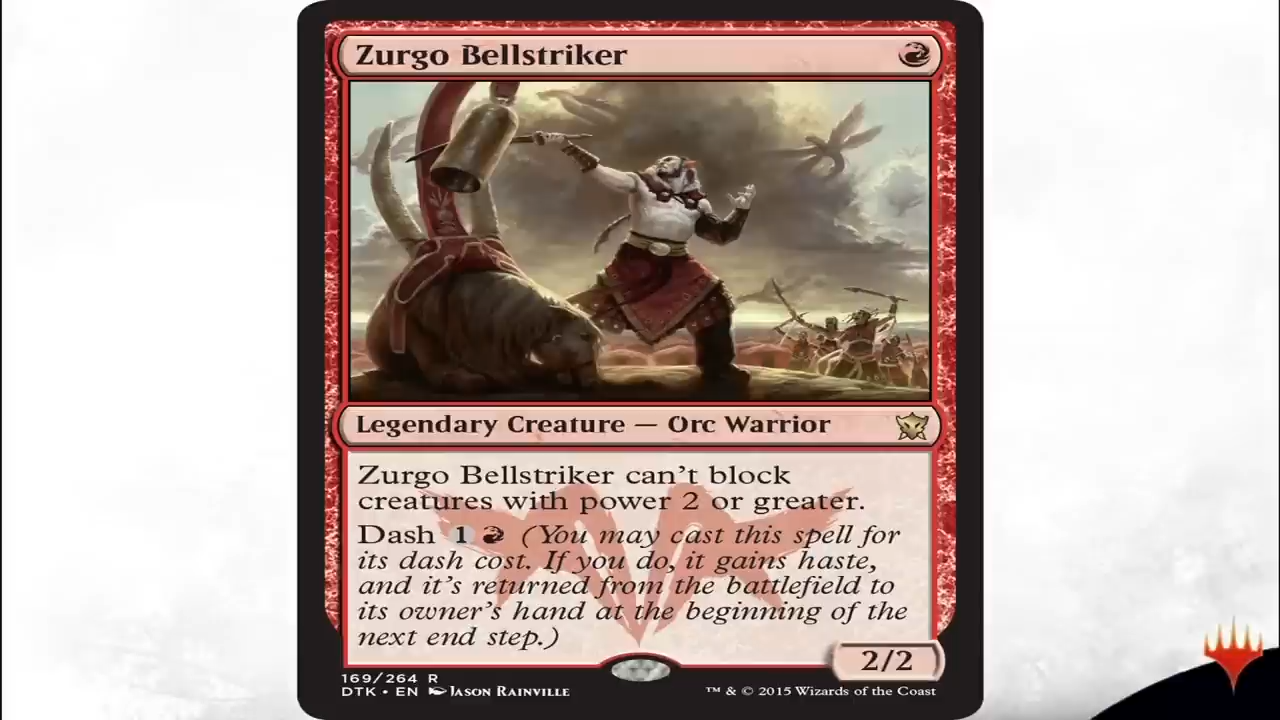 Zurgo Bellstriker
Legendary Creature — Orc Warrior
Zurgo Bellstriker can't block
creatures with power 2 or greater.
Dash 1 (You may cast this spell for
its dash cost. If you do, it gains haste,
and it's returned from the battlefield to
its owner's hand at the beginning of the
next end step.)
2/2
169/264 R
DTK • EN Jason Rainville
™ & © 2015 Wizards of the Coast